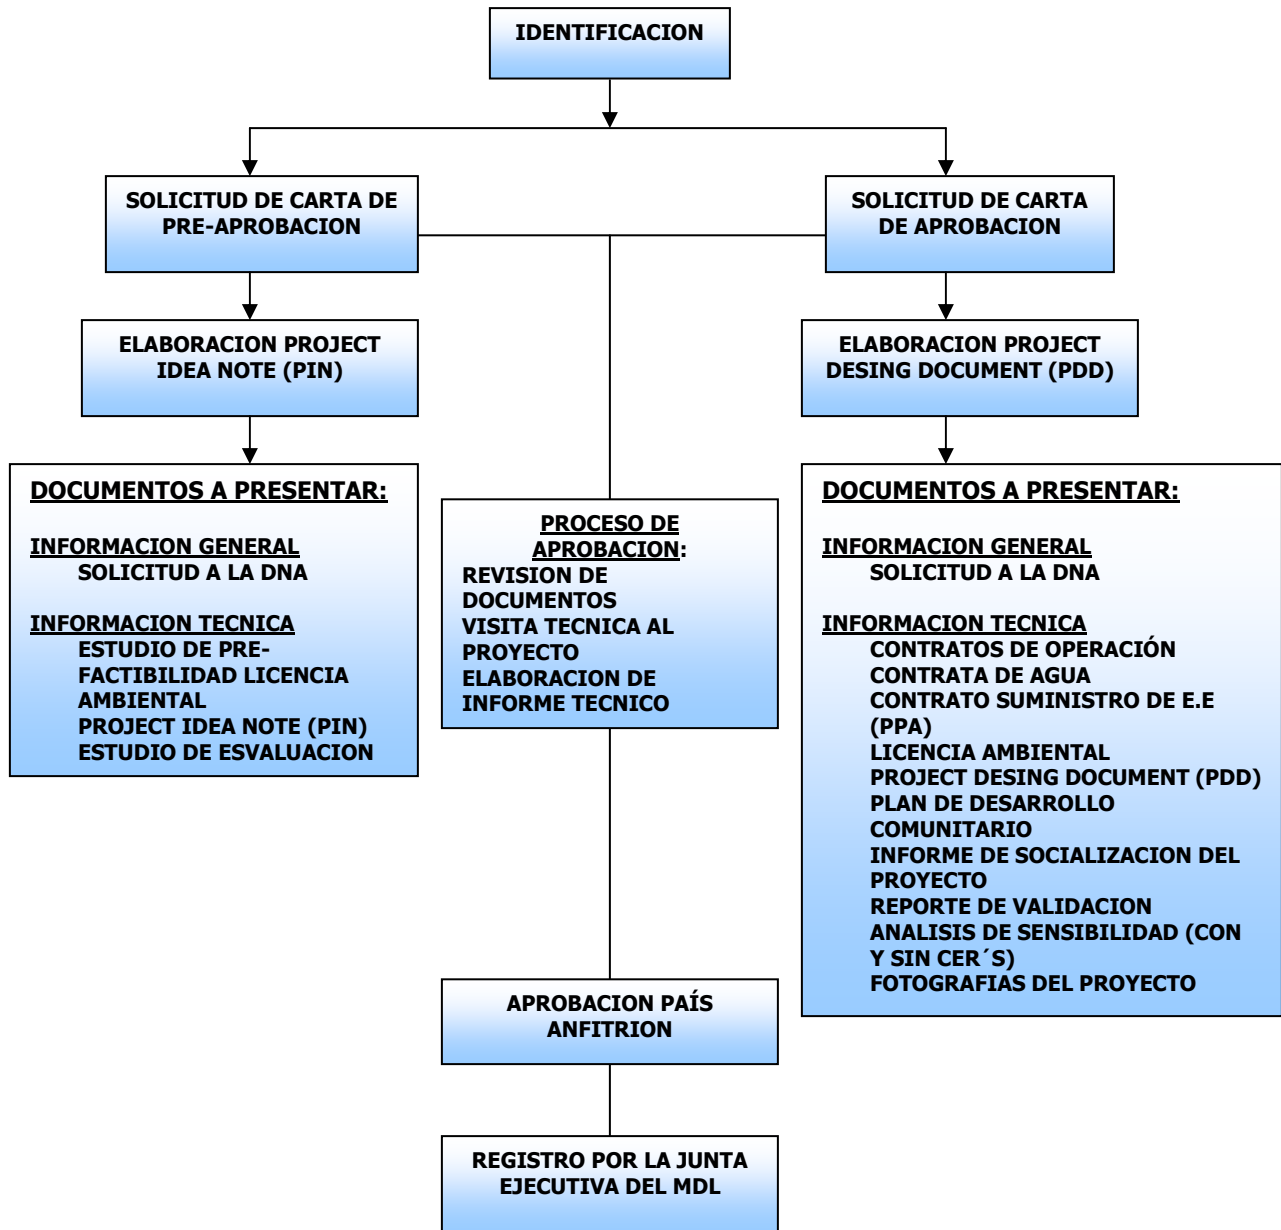 IDENTIFICACION
SOLICITUD DE CARTA DE
PRE-APROBACION
SOLICITUD DE CARTA
DE APROBACION
ELABORACION PROJECT
IDEA NOTE (PIN)
ELABORACION PROJECT
DESING DOCUMENT (PDD)
DOCUMENTOS A PRESENTAR:
INFORMACION GENERAL
SOLICITUD A LA DNA
INFORMACION TECNICA
ESTUDIO DE PRE-
FACTIBILIDAD LICENCIA
AMBIENTAL
PROJECT IDEA NOTE (PIN)
ESTUDIO DE ESVALUACION
PROCESO DE
APROBACION:
REVISION DE
DOCUMENTOS
VISITA TECNICA AL
PROYECTO
ELABORACION DE
INFORME TECNICO
DOCUMENTOS A PRESENTAR:
INFORMACION GENERAL
SOLICITUD A LA DNA
INFORMACION TECNICA
CONTRATOS DE OPERACIÓN
CONTRATA DE AGUA
CONTRATO SUMINISTRO DE E.E
(PPA)
LICENCIA AMBIENTAL
PROJECT DESING DOCUMENT (PDD)
PLAN DE DESARROLLO
COMUNITARIO
INFORME DE SOCIALIZACION DEL
PROYECTO
REPORTE DE VALIDACION
ANALISIS DE SENSIBILIDAD (CON
Y SIN CER´S)
FOTOGRAFIAS DEL PROYECTO
APROBACION PAÍS
ANFITRION
REGISTRO POR LA JUNTA
EJECUTIVA DEL MDL